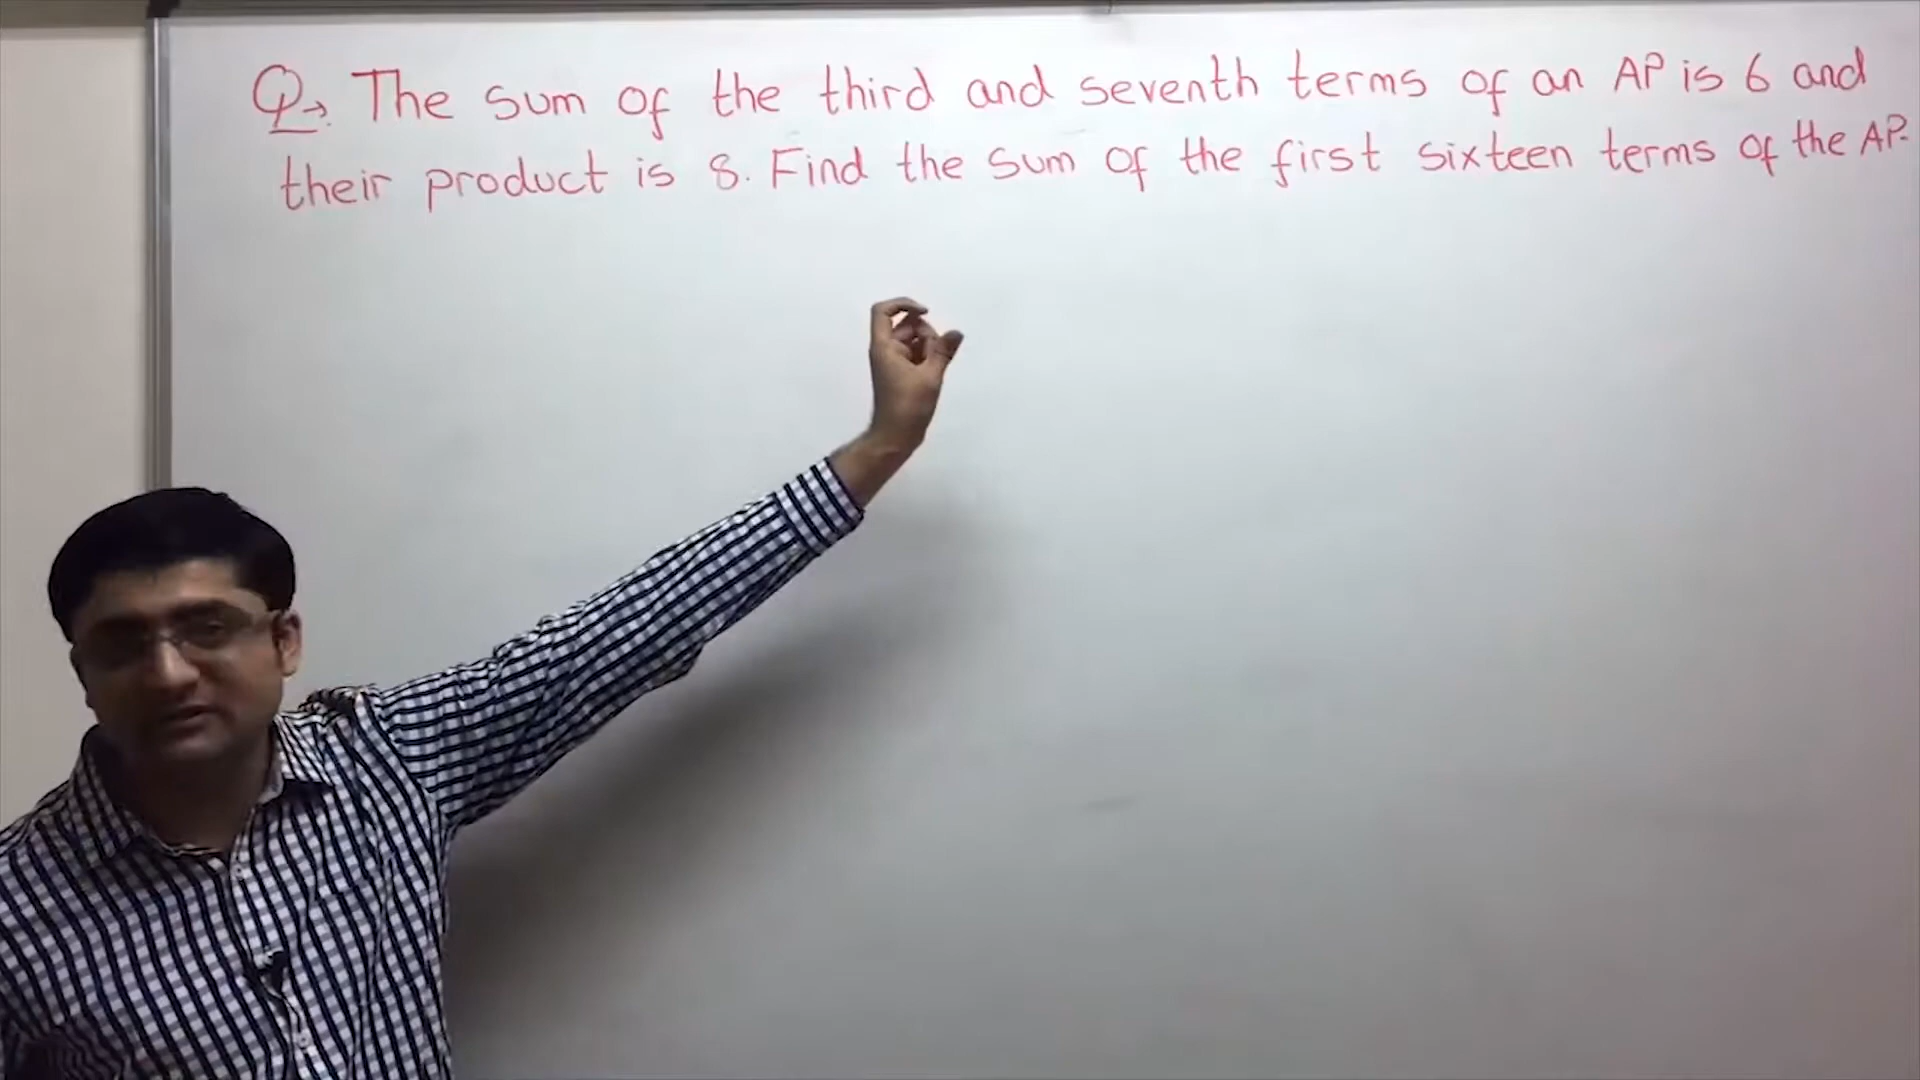 Q→. The sum of the third and seventh terms of an AP is 6 and
their product is 8. Find the sum of the first sixteen terms of the AP.